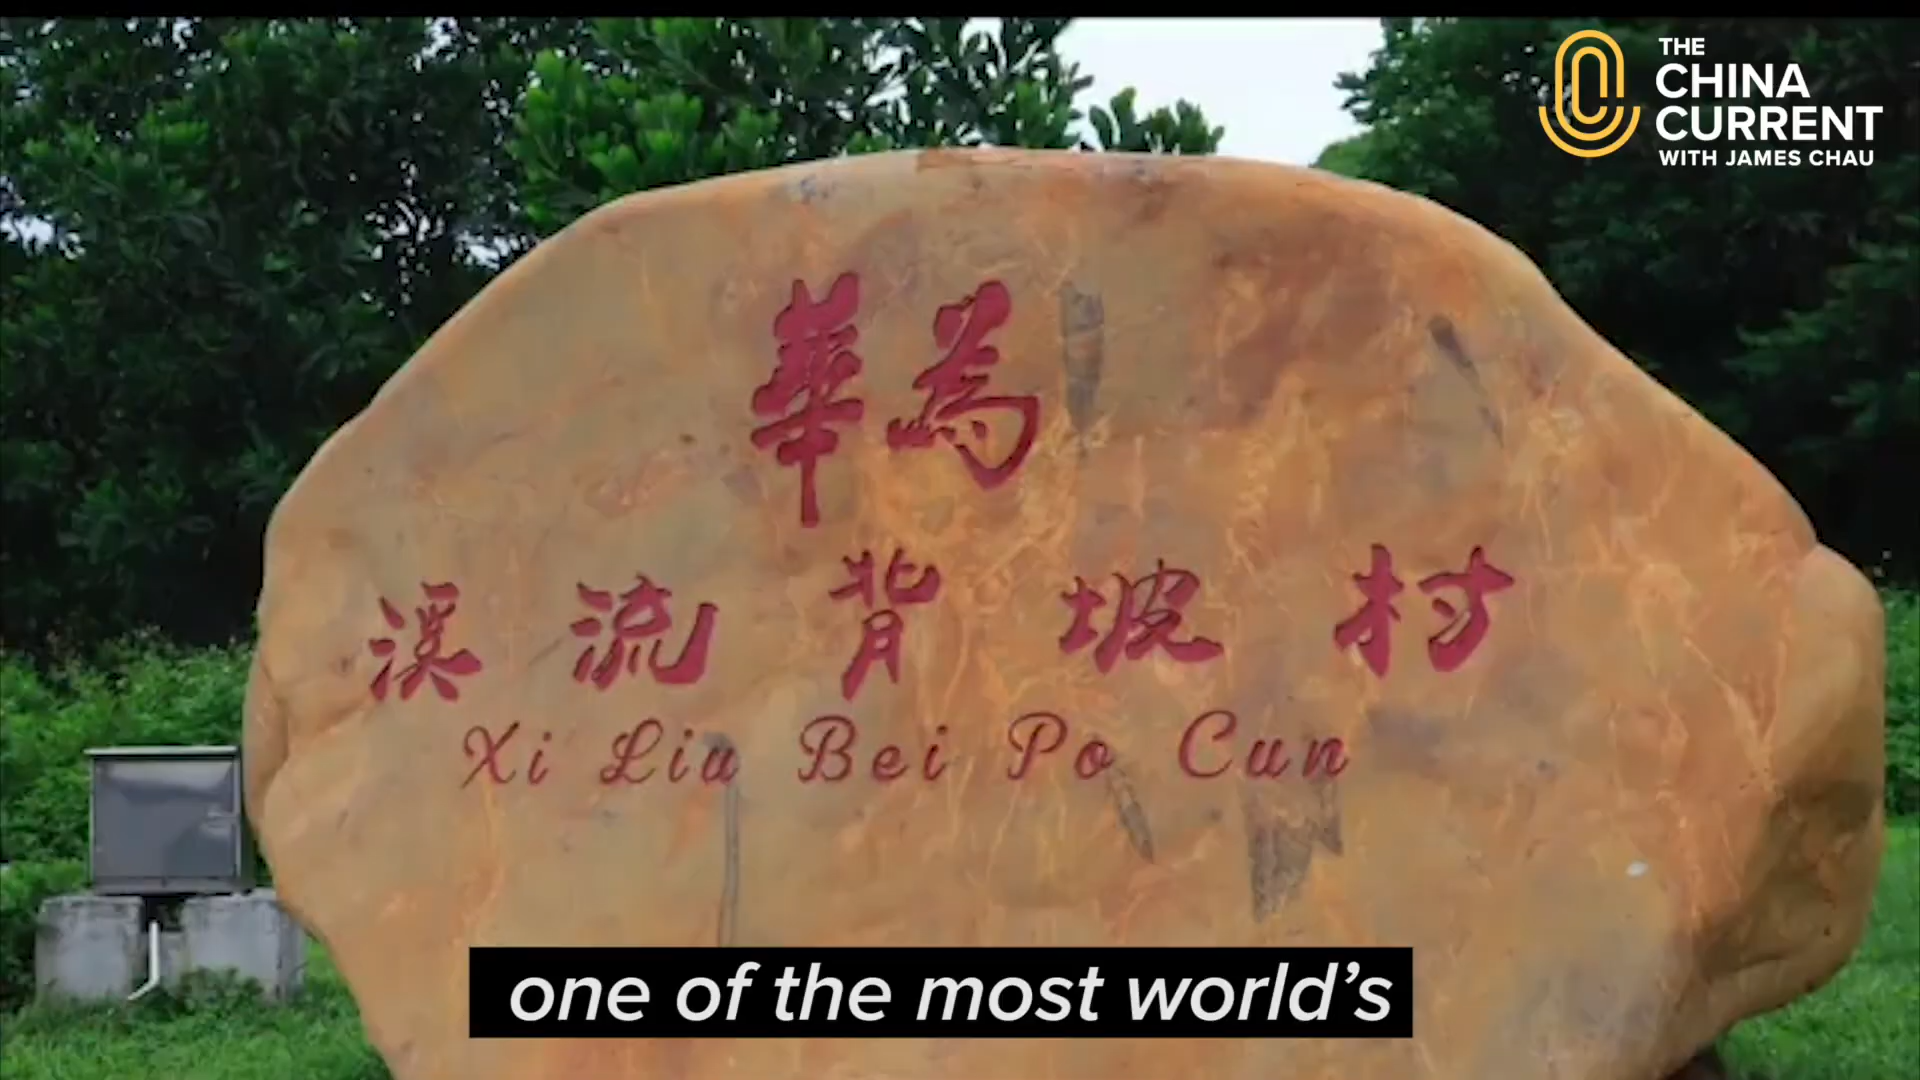 THE
CHINA
CURRENT
WITH JAMES CHAU
華為
溪流背坡村
Xi Liu Bei Po Cun
one of the most world's